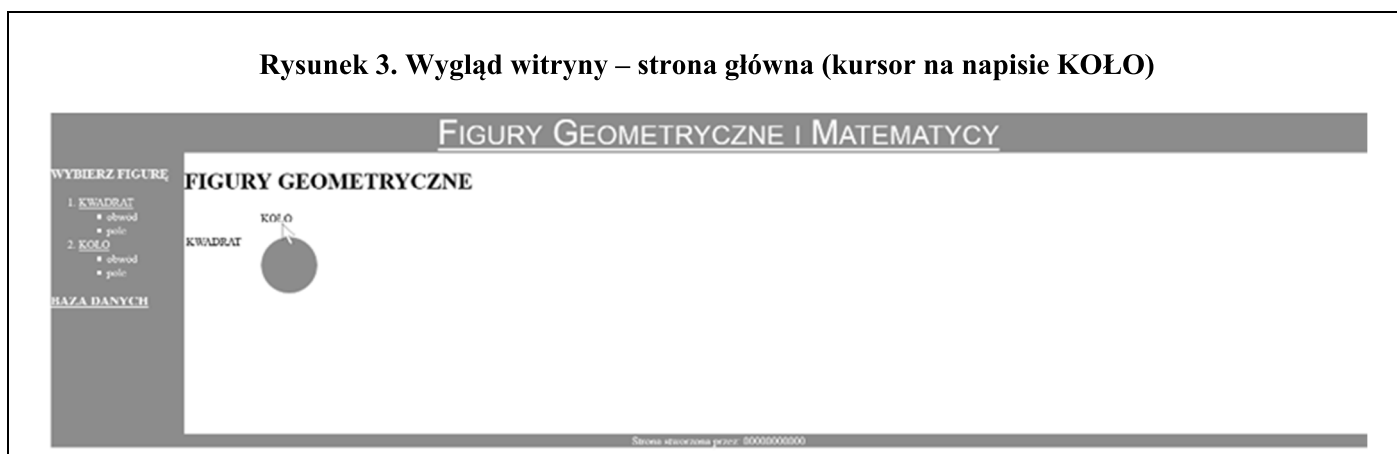 Rysunek 3. Wygląd witryny – strona główna (kursor na napisie KOŁO)
FIGURY GEOMETRYCZNE I MATEMATYCY
WYBIERZ FIGURĘ
1. KWADRAT
▪ obwód
▪ pole
2. KOŁO
▪ obwód
▪ pole
BAZA DANYCH
FIGURY GEOMETRYCZNE
KOŁO
KWADRAT
Strona stworzona przez: 00000000000